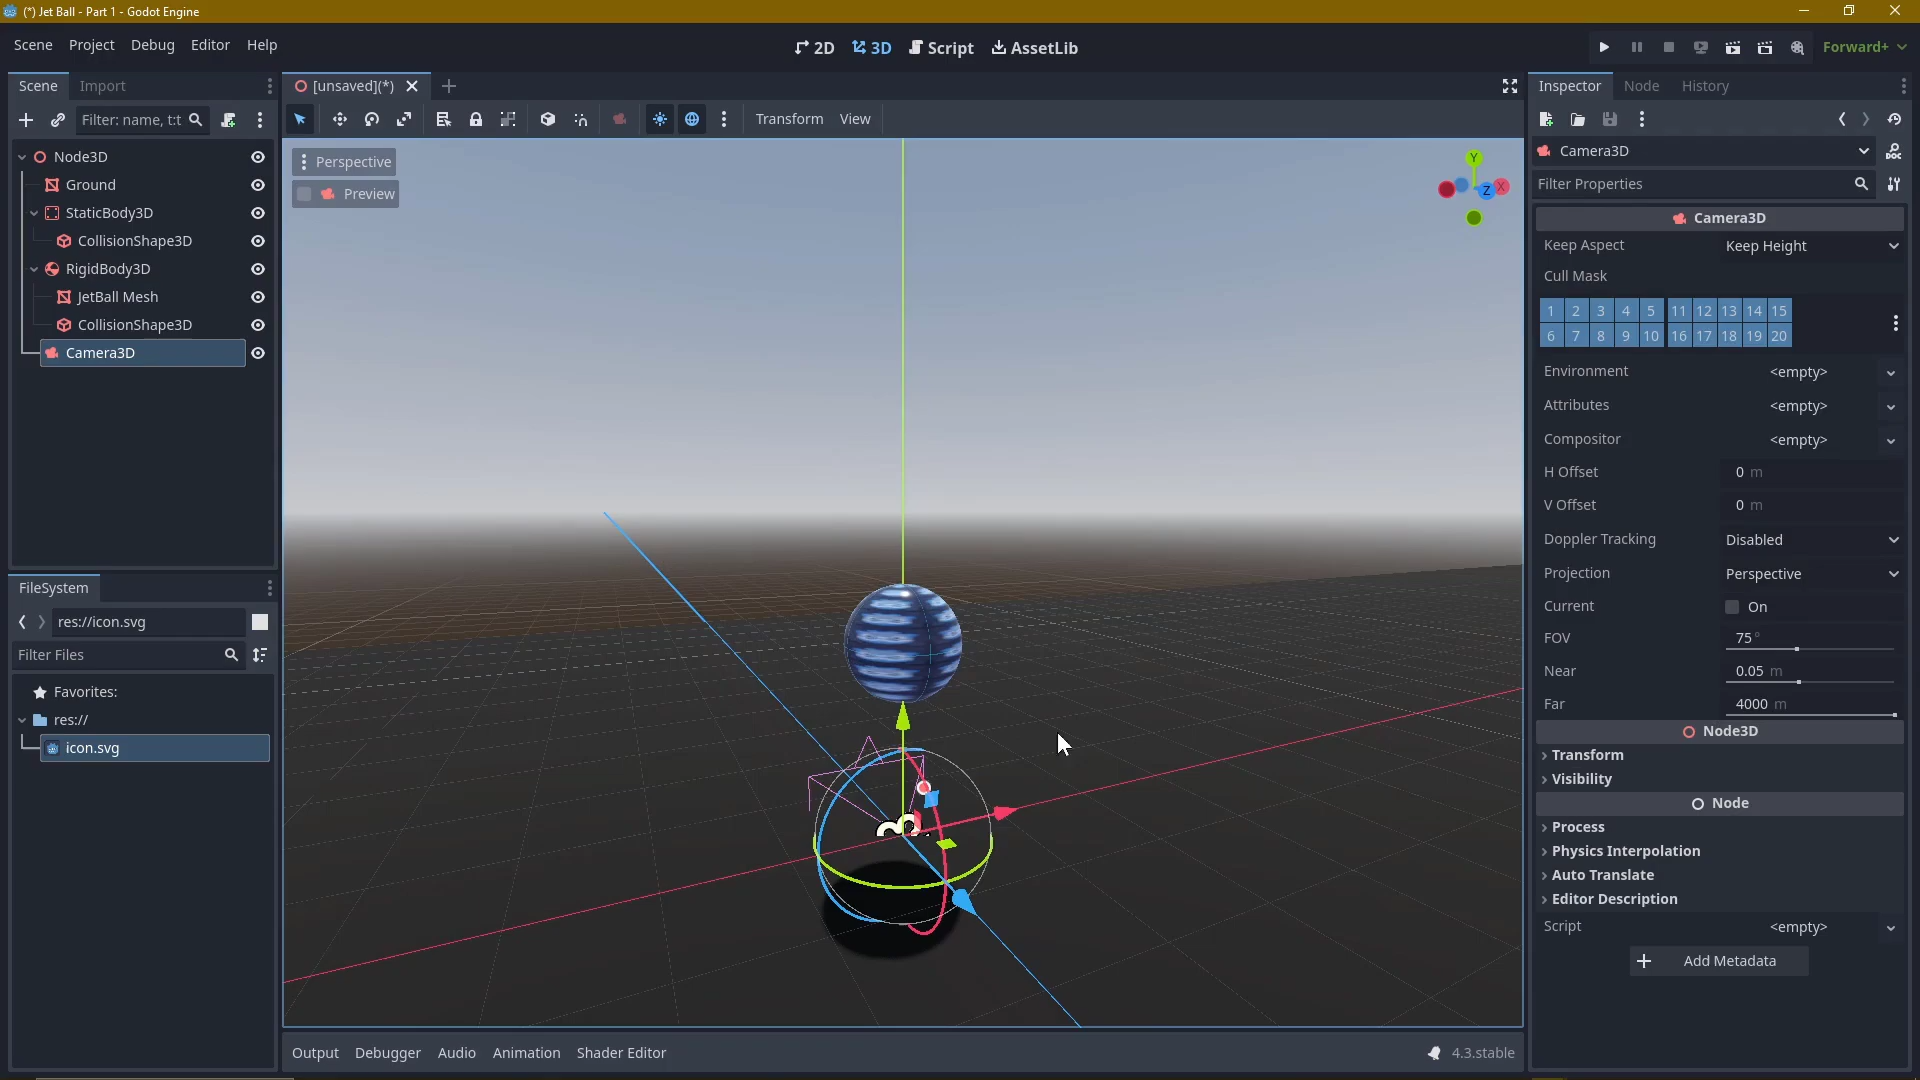 (*) Jet Ball - Part 1 - Godot Engine
Scene Project Debug Editor Help
2D 3D Script AssetLib
Forward+
Scene Import
Filter: name, t:t
Node3D
Ground
StaticBody3D
CollisionShape3D
RigidBody3D
JetBall Mesh
CollisionShape3D
Camera3D
FileSystem
res://icon.svg
Filter Files
Favorites:
res://
icon.svg
[unsaved](*)
Transform View
Perspective
Preview
Y
Z X
Output Debugger Audio Animation Shader Editor
4.3.stable
Inspector Node History
Camera3D
DOC
Filter Properties
Camera3D
Keep Aspect Keep Height
Cull Mask
1 2 3 4 5 11 12 13 14 15
6 7 8 9 10 16 17 18 19 20
Environment <empty>
Attributes <empty>
Compositor <empty>
H Offset 0 m
V Offset 0 m
Doppler Tracking Disabled
Projection Perspective
Current On
FOV 75 °
Near 0.05 m
Far 4000 m
Node3D
Transform
Visibility
Node
Process
Physics Interpolation
Auto Translate
Editor Description
Script <empty>
Add Metadata